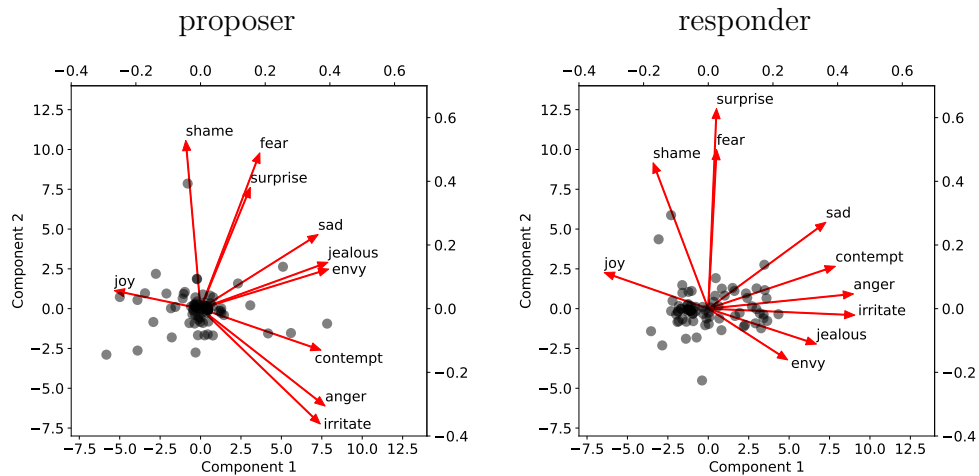 proposer
−0.4 −0.2 0.0 0.2 0.4 0.6
12.5
10.0
7.5
5.0
2.5
0.0
−2.5
−5.0
−7.5
Component 2
shame
fear
surprise
sad
jealous
envy
joy
contempt
anger
irritate
0.6
0.4
0.2
0.0
−0.2
−0.4
−7.5 −5.0 −2.5 0.0 2.5 5.0 7.5 10.0 12.5
Component 1
responder
−0.4 −0.2 0.0 0.2 0.4 0.6
12.5
10.0
7.5
5.0
2.5
0.0
−2.5
−5.0
−7.5
Component 2
surprise
fear
shame
sad
contempt
joy
anger
irritate
jealous
envy
0.6
0.4
0.2
0.0
−0.2
−0.4
−7.5 −5.0 −2.5 0.0 2.5 5.0 7.5 10.0 12.5
Component 1